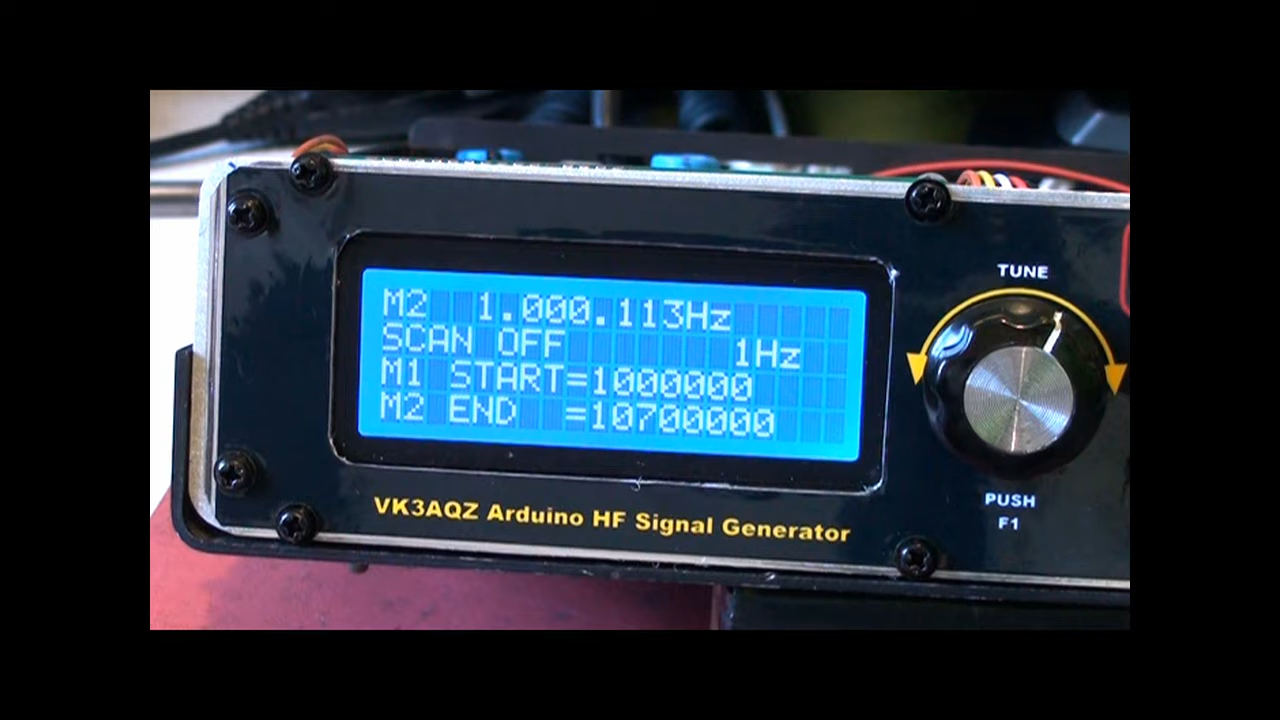 M2 1.000.113Hz
SCAN OFF 1Hz
M1 START=1000000
M2 END =10700000
TUNE
PUSH
F1
VK3AQZ Arduino HF Signal Generator